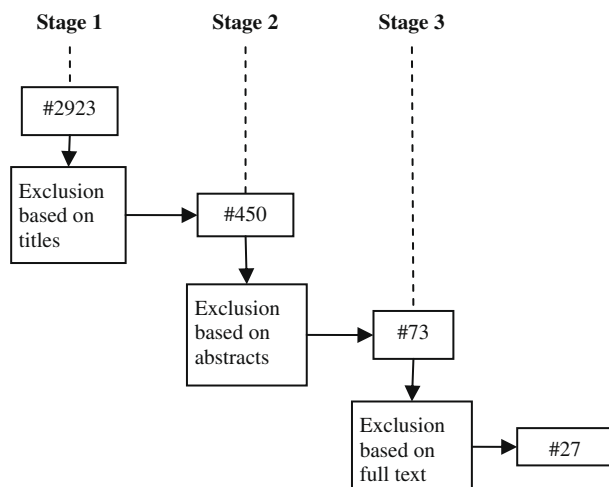 Stage 1 Stage 2 Stage 3
#2923
Exclusion
based on
titles
#450
Exclusion
based on
abstracts
#73
Exclusion
based on
full text
#27